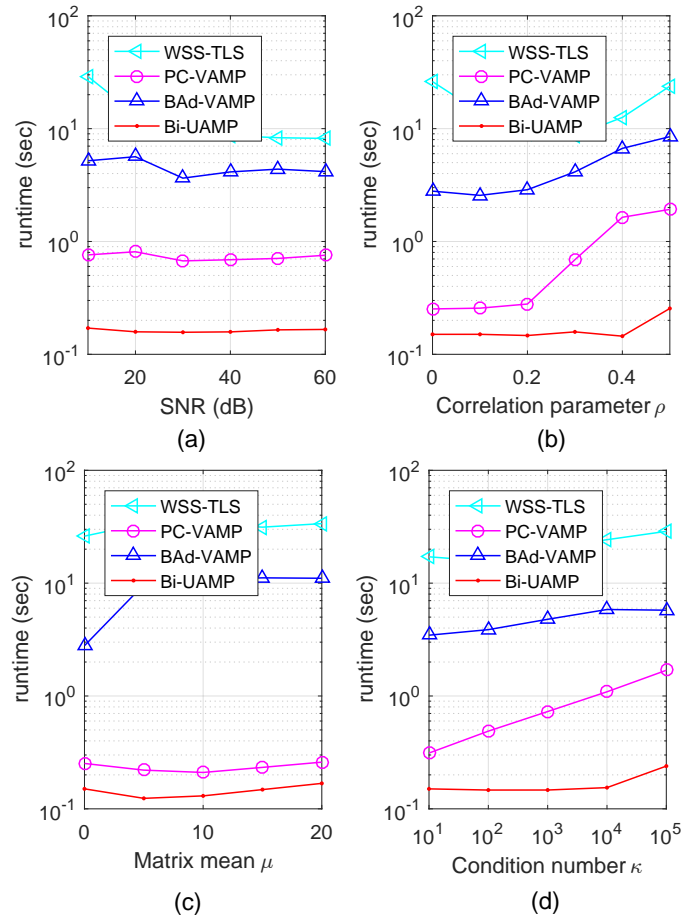 10^2
10^1
10^0
10^-1
runtime (sec)
WSS-TLS
PC-VAMP
BAd-VAMP
Bi-UAMP
20 40 60
SNR (dB)
(a)
10^2
10^1
10^0
10^-1
runtime (sec)
WSS-TLS
PC-VAMP
BAd-VAMP
Bi-UAMP
0 0.2 0.4
Correlation parameter ρ
(b)
10^2
10^1
10^0
10^-1
runtime (sec)
WSS-TLS
PC-VAMP
BAd-VAMP
Bi-UAMP
0 10 20
Matrix mean μ
(c)
10^2
10^1
10^0
10^-1
runtime (sec)
WSS-TLS
PC-VAMP
BAd-VAMP
Bi-UAMP
10^1 10^2 10^3 10^4 10^5
Condition number κ
(d)